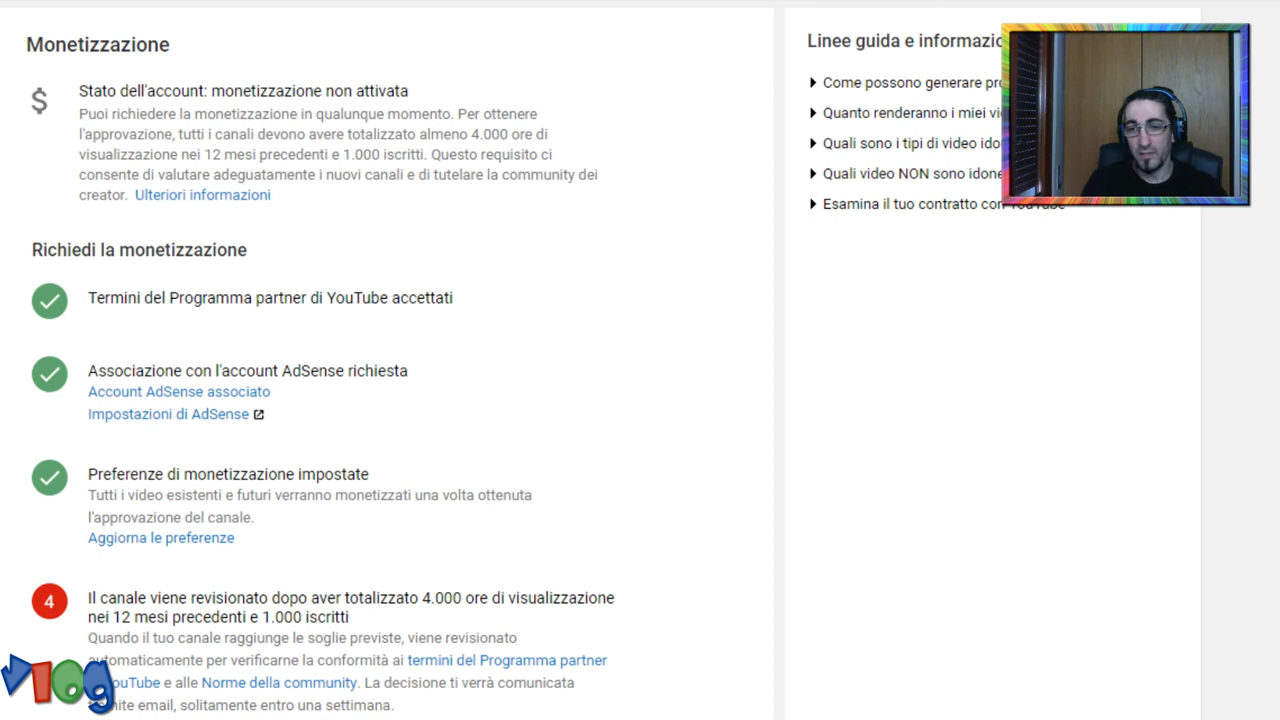 Monetizzazione
Stato dell'account: monetizzazione non attivata
Puoi richiedere la monetizzazione in qualunque momento. Per ottenere
l'approvazione, tutti i canali devono avere totalizzato almeno 4.000 ore di
visualizzazione nei 12 mesi precedenti e 1.000 iscritti. Questo requisito ci
consente di valutare adeguatamente i nuovi canali e di tutelare la community dei
creator. Ulteriori informazioni
Richiedi la monetizzazione
Termini del Programma partner di YouTube accettati
Associazione con l'account AdSense richiesta
Account AdSense associato
Impostazioni di AdSense
Preferenze di monetizzazione impostate
Tutti i video esistenti e futuri verranno monetizzati una volta ottenuta
l'approvazione del canale.
Aggiorna le preferenze
4
Il canale viene revisionato dopo aver totalizzato 4.000 ore di visualizzazione
nei 12 mesi precedenti e 1.000 iscritti
Quando il tuo canale raggiunge le soglie previste, viene revisionato
automaticamente per verificarne la conformità ai termini del Programma partner
YouTube e alle Norme della community. La decisione ti verrà comunicata
tramite email, solitamente entro una settimana.
vlog
Linee guida e informazio
Come possono generare pro
Quanto renderanno i miei vi
Quali sono i tipi di video ido
Quali video NON sono idone
Esamina il tuo contratto con YouTube